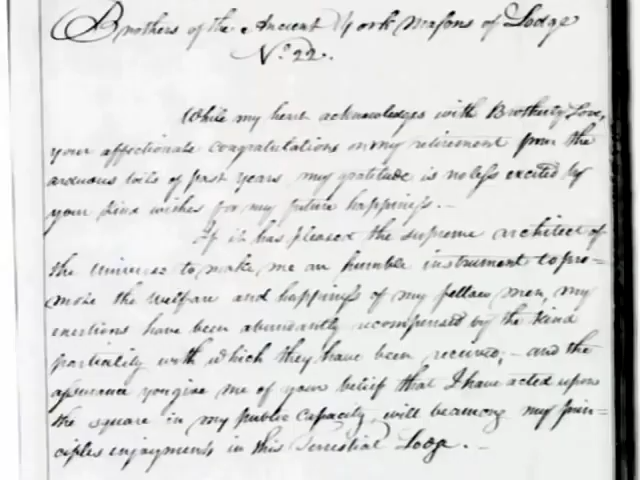 Brothers of the Ancient York Masons of Lodge
No. 22.
While my heart acknowledges with Brotherly Love,
your affectionate congratulations on my retirement from the
arduous toils of past years, my gratitude is no less excited by
your kind wishes for my future happiness.—
If it has pleased the supreme architect of
the Universe to make me an humble instrument to pro-
mote the welfare and happiness of my fellow men, my
exertions have been abundantly recompensed by the kind
partiality with which they have been received;—and the
assurance you give me of your belief that I have acted upon
the square in my public capacity, will be among my prin-
ciples enjoyments in this Terrestial Lodge.—